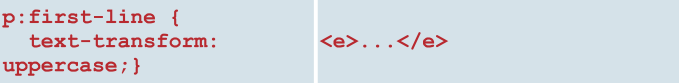 p:first-line {
text-transform:
uppercase;}
<e>...</e>